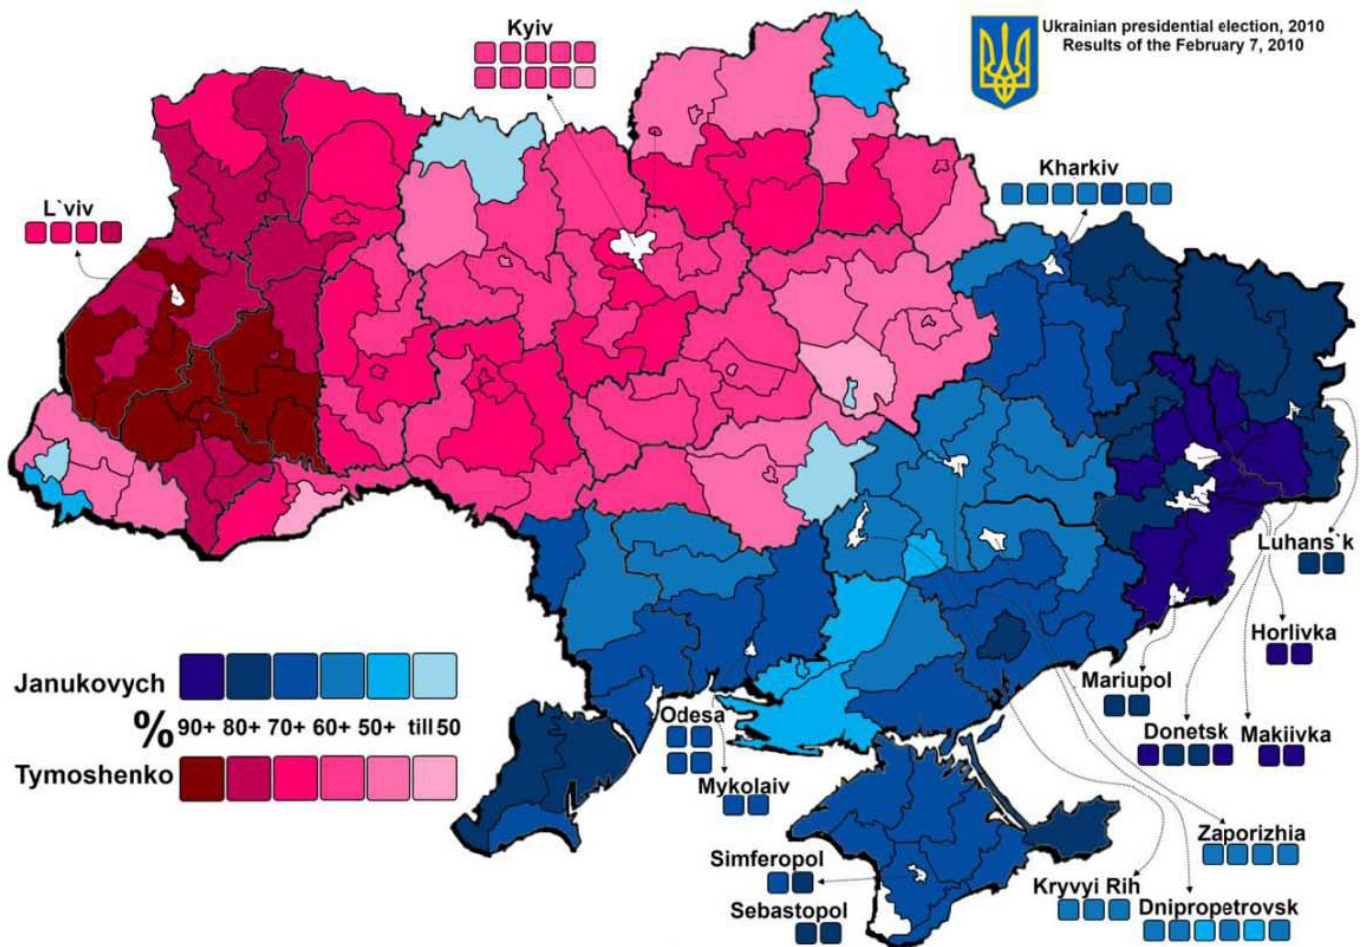 Kyiv
Ukrainian presidential election, 2010
Results of the February 7, 2010
Kharkiv
L`viv
Luhans`k
Horlivka
Mariupol
Donetsk
Makiivka
Janukovych
% 90+ 80+ 70+ 60+ 50+ till 50
Tymoshenko
Odesa
Mykolaiv
Zaporizhia
Simferopol
Kryvyi Rih
Sebastopol
Dnipropetrovsk